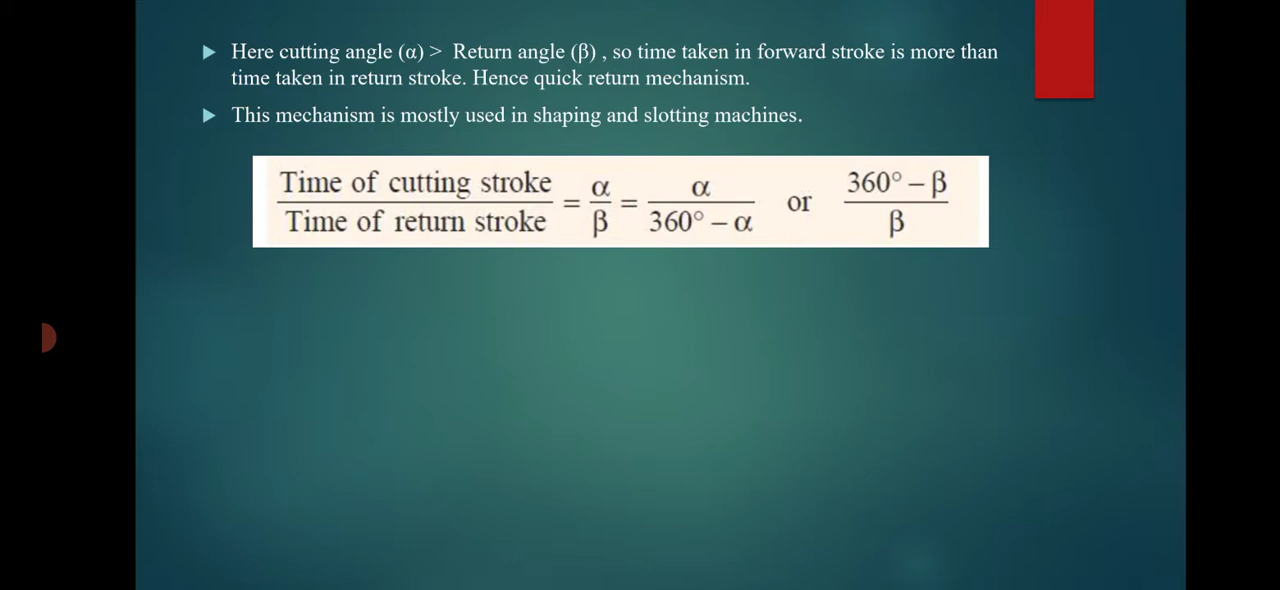 Here cutting angle (α) > Return angle (β) , so time taken in forward stroke is more than
time taken in return stroke. Hence quick return mechanism.
This mechanism is mostly used in shaping and slotting machines.
Time of cutting stroke / Time of return stroke = α / β = α / 360° – α or 360° – β / β